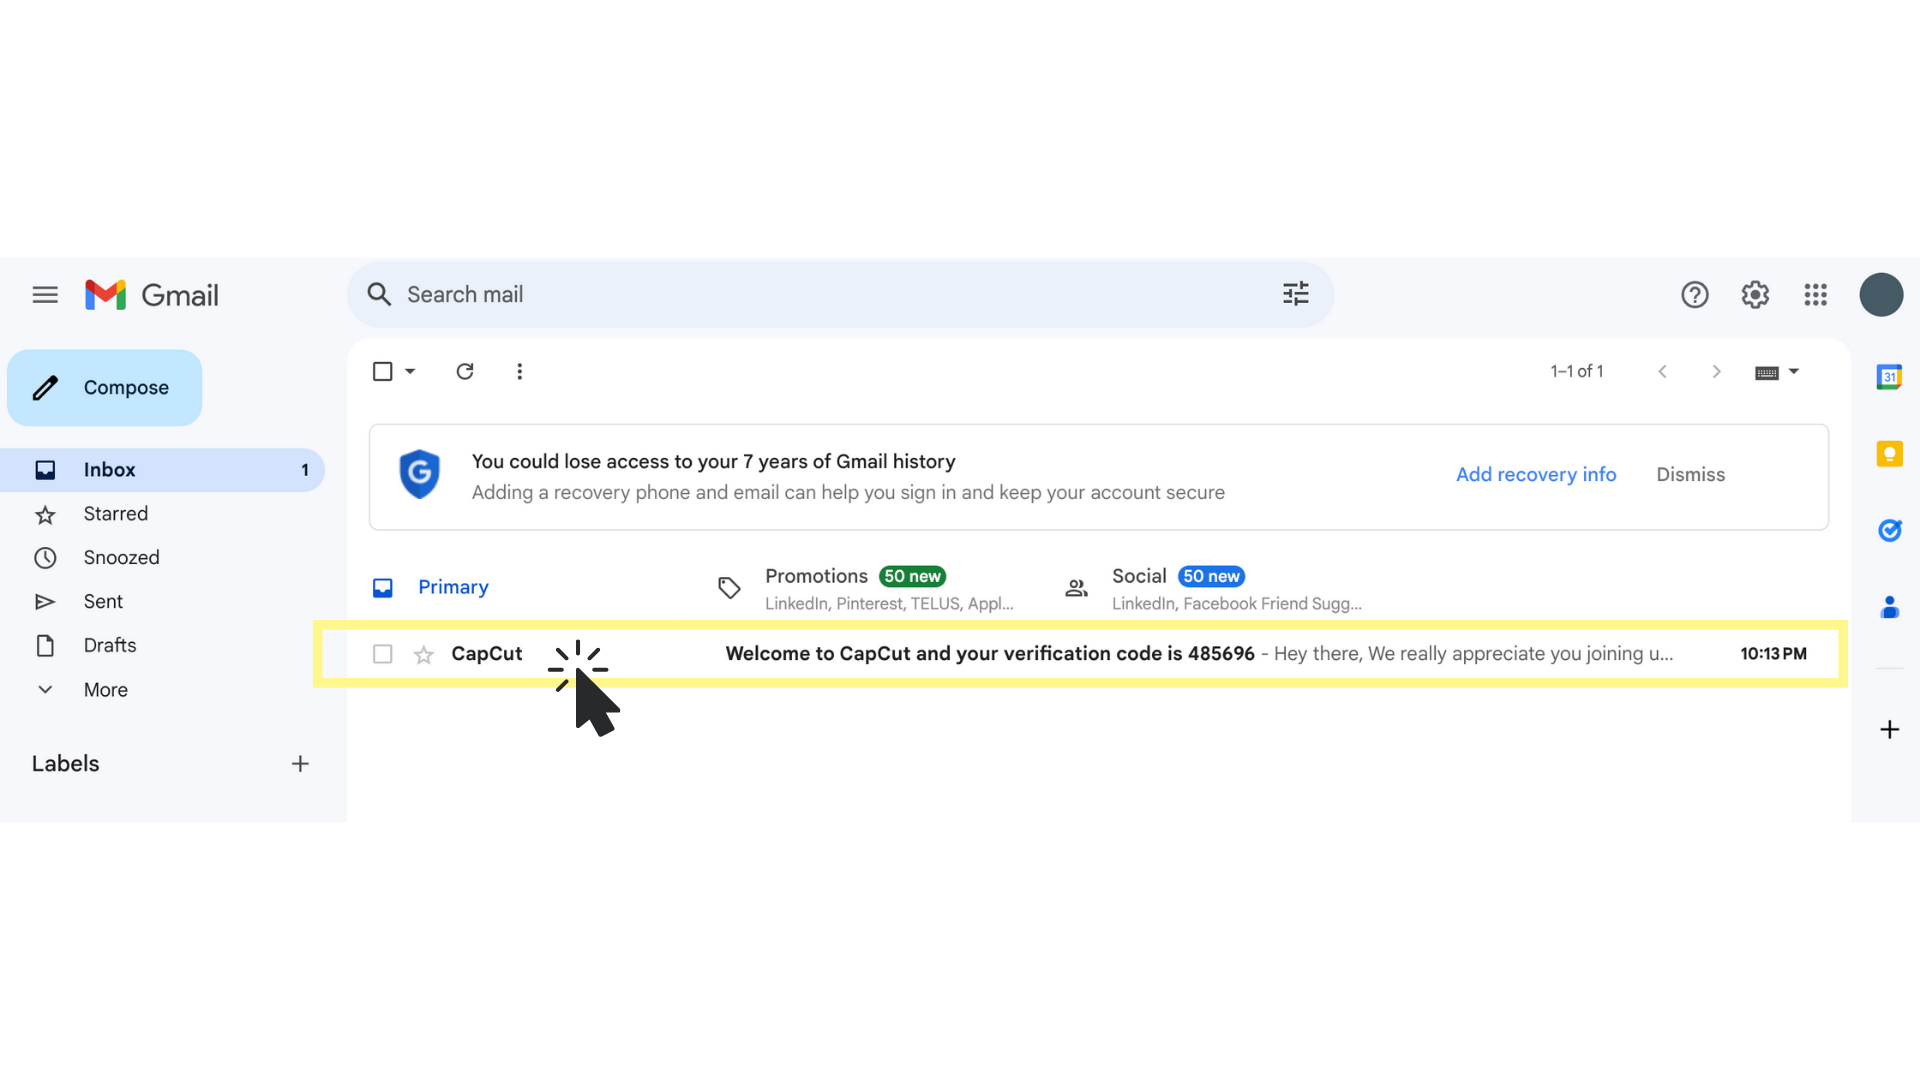 Gmail
Search mail
Compose
1–1 of 1
31
G
You could lose access to your 7 years of Gmail history
Adding a recovery phone and email can help you sign in and keep your account secure
Add recovery info
Dismiss
Inbox 1
Starred
Snoozed
Sent
Drafts
More
Labels
Primary
Promotions 50 new
LinkedIn, Pinterest, TELUS, Appl...
Social 50 new
LinkedIn, Facebook Friend Sugg...
CapCut Welcome to CapCut and your verification code is 485696 - Hey there, We really appreciate you joining u... 10:13 PM